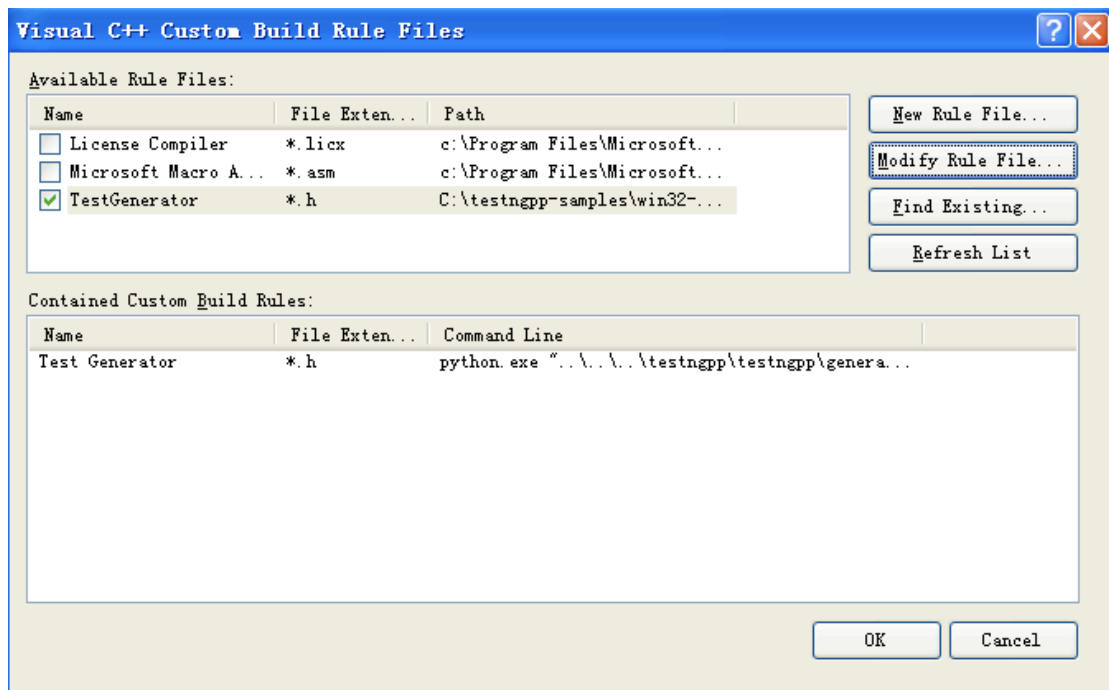 Visual C++ Custom Build Rule Files
Available Rule Files:
Name File Exten... Path
License Compiler *.licx c:\Program Files\Microsoft...
Microsoft Macro A... *.asm c:\Program Files\Microsoft...
TestGenerator *.h C:\testngpp-samples\win32-...
New Rule File...
Modify Rule File...
Find Existing...
Refresh List
Contained Custom Build Rules:
Name File Exten... Command Line
Test Generator *.h python.exe "..\..\..\testngpp\testngpp\genera...
OK Cancel